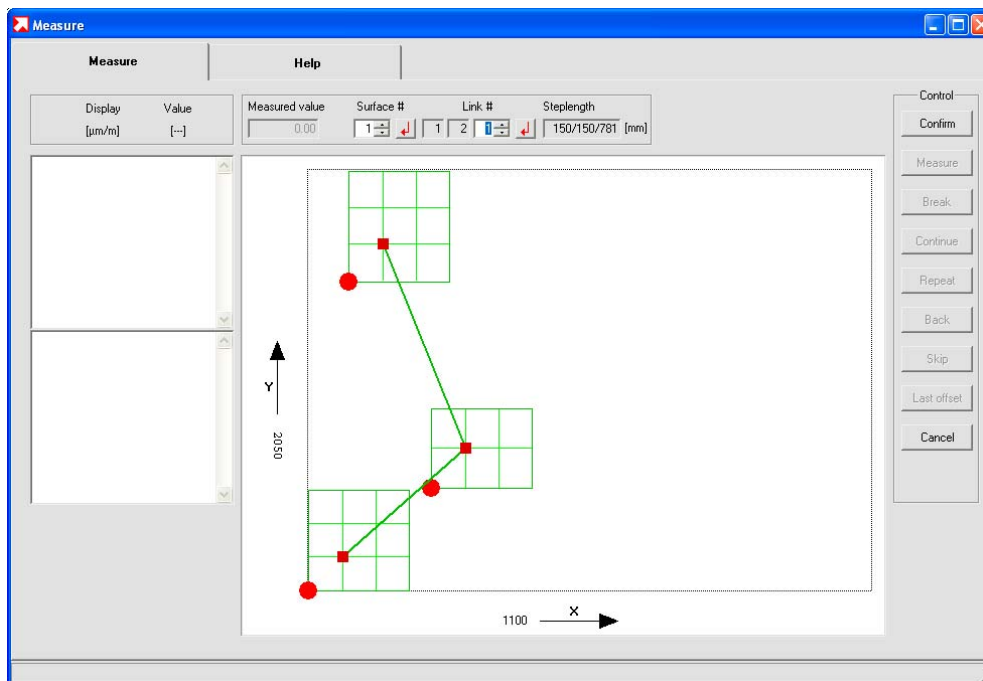 Measure
Measure Help
Display Value
[µm/m] [---]
Measured value Surface # Link # Steplength
0.00 1 1 2 1 150/150/781 [mm]
Control
Confirm
Measure
Break
Continue
Repeat
Back
Skip
Last offset
Cancel
Y
2050
X
1100